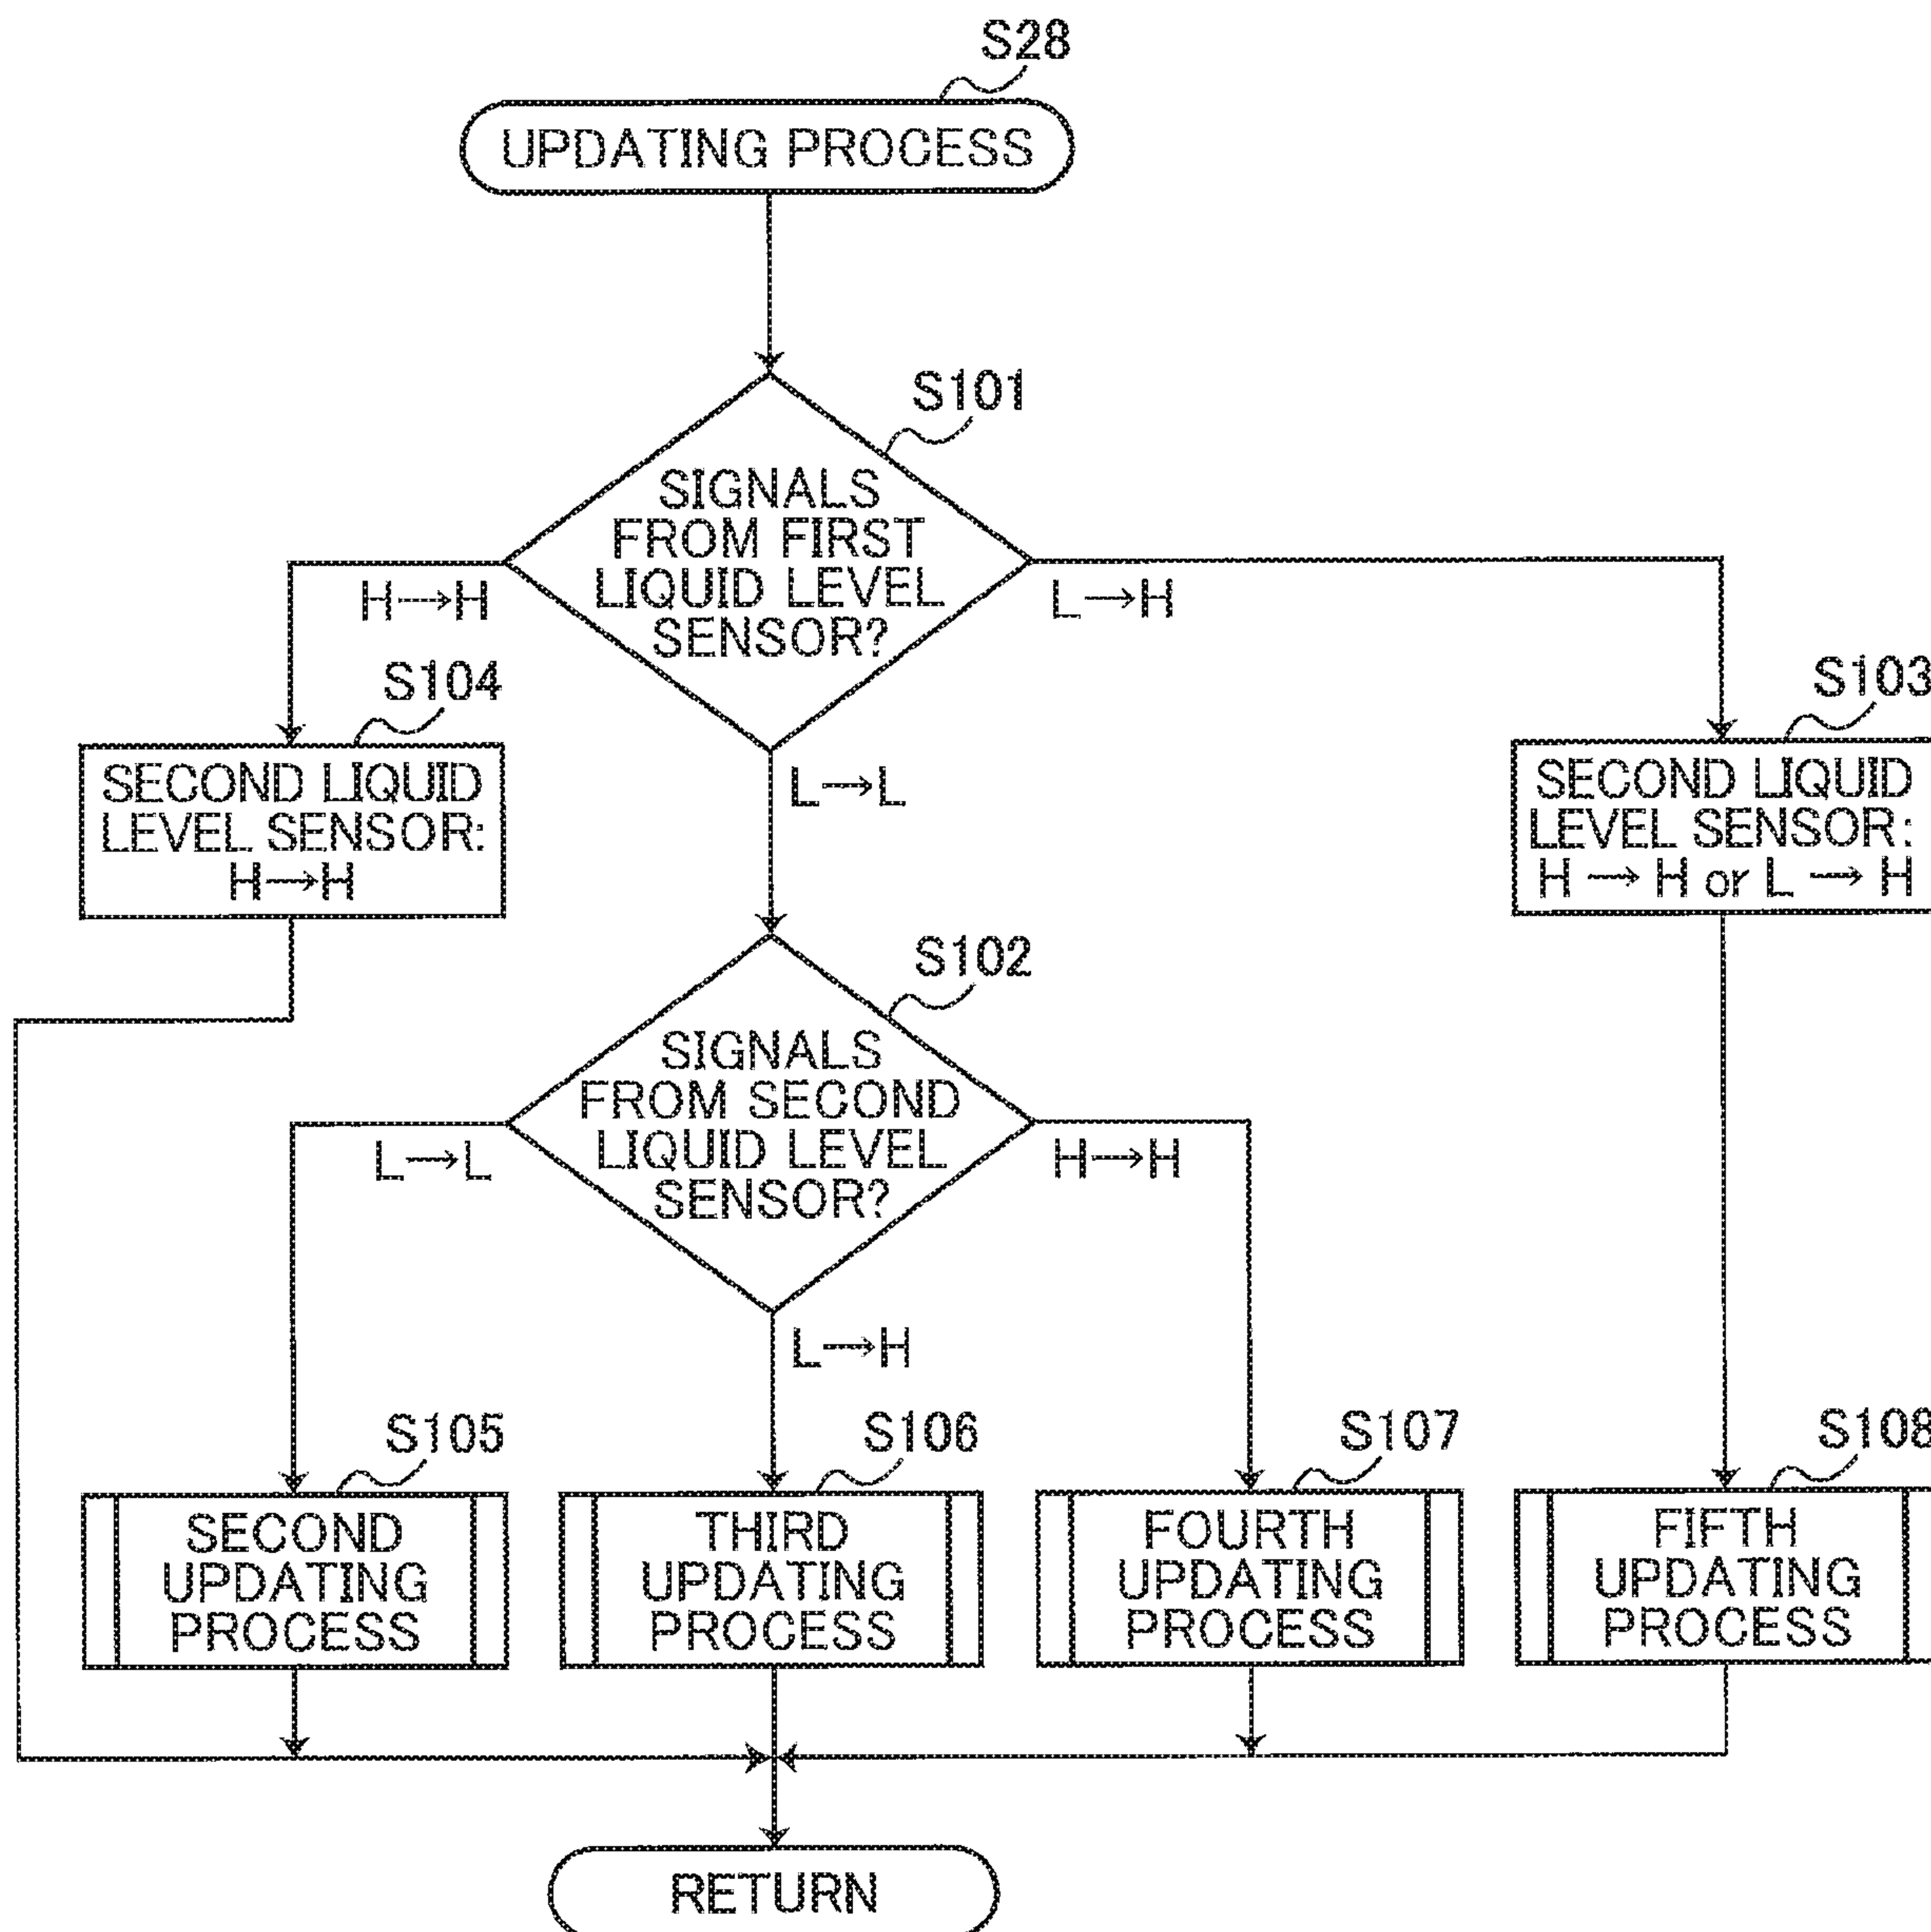 S28
UPDATING PROCESS
S101
SIGNALS
FROM FIRST
LIQUID LEVEL
SENSOR?
H→H
L→H
L→L
S104
SECOND LIQUID
LEVEL SENSOR:
H→H
S103
SECOND LIQUID
LEVEL SENSOR:
H → H or L → H
S102
SIGNALS
FROM SECOND
LIQUID LEVEL
SENSOR?
L→L
H→H
L→H
S105
SECOND
UPDATING
PROCESS
S106
THIRD
UPDATING
PROCESS
S107
FOURTH
UPDATING
PROCESS
S108
FIFTH
UPDATING
PROCESS
RETURN